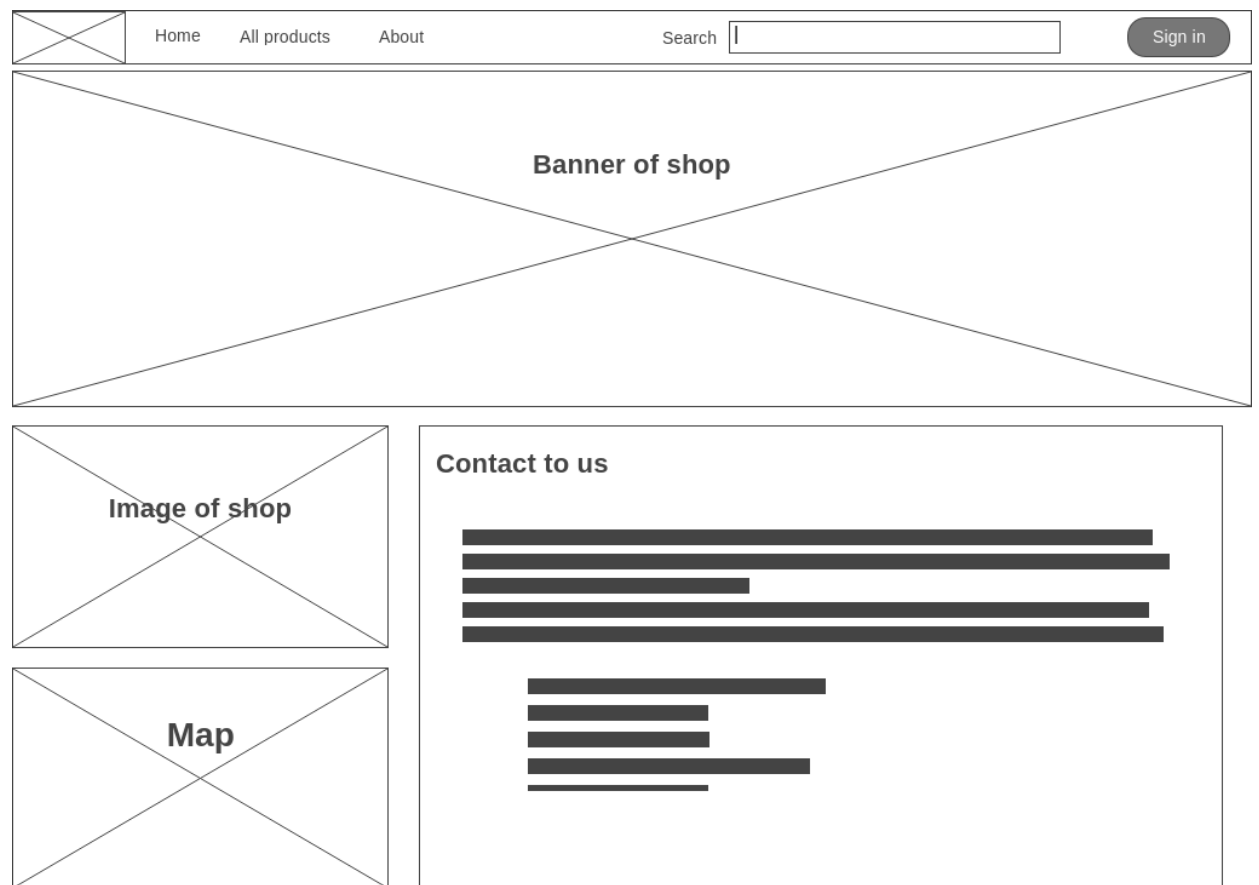 Home All products About Search Sign in
Banner of shop
Image of shop
Map
Contact to us